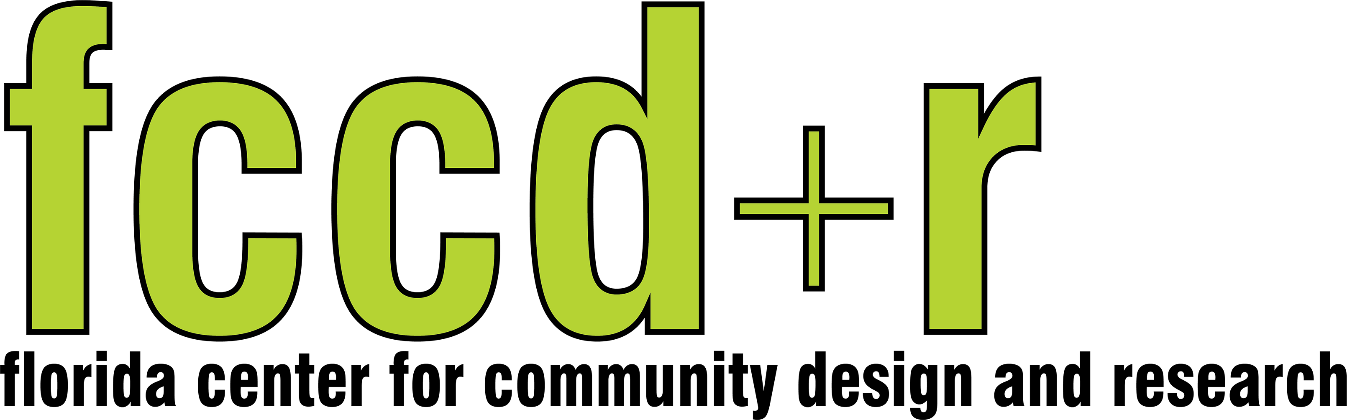 fccd+r
florida center for community design and research